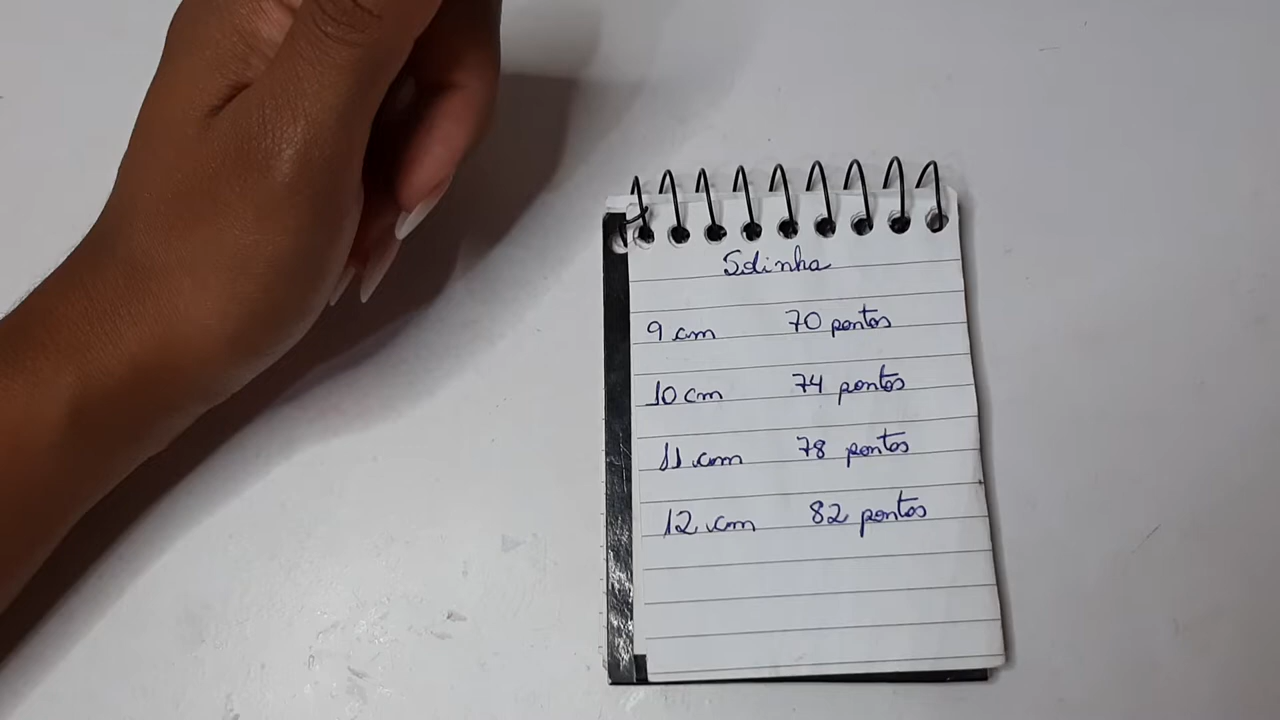 Solinha
9 cm 70 pontos
10 cm 74 pontos
11 cm 78 pontos
12 cm 82 pontos